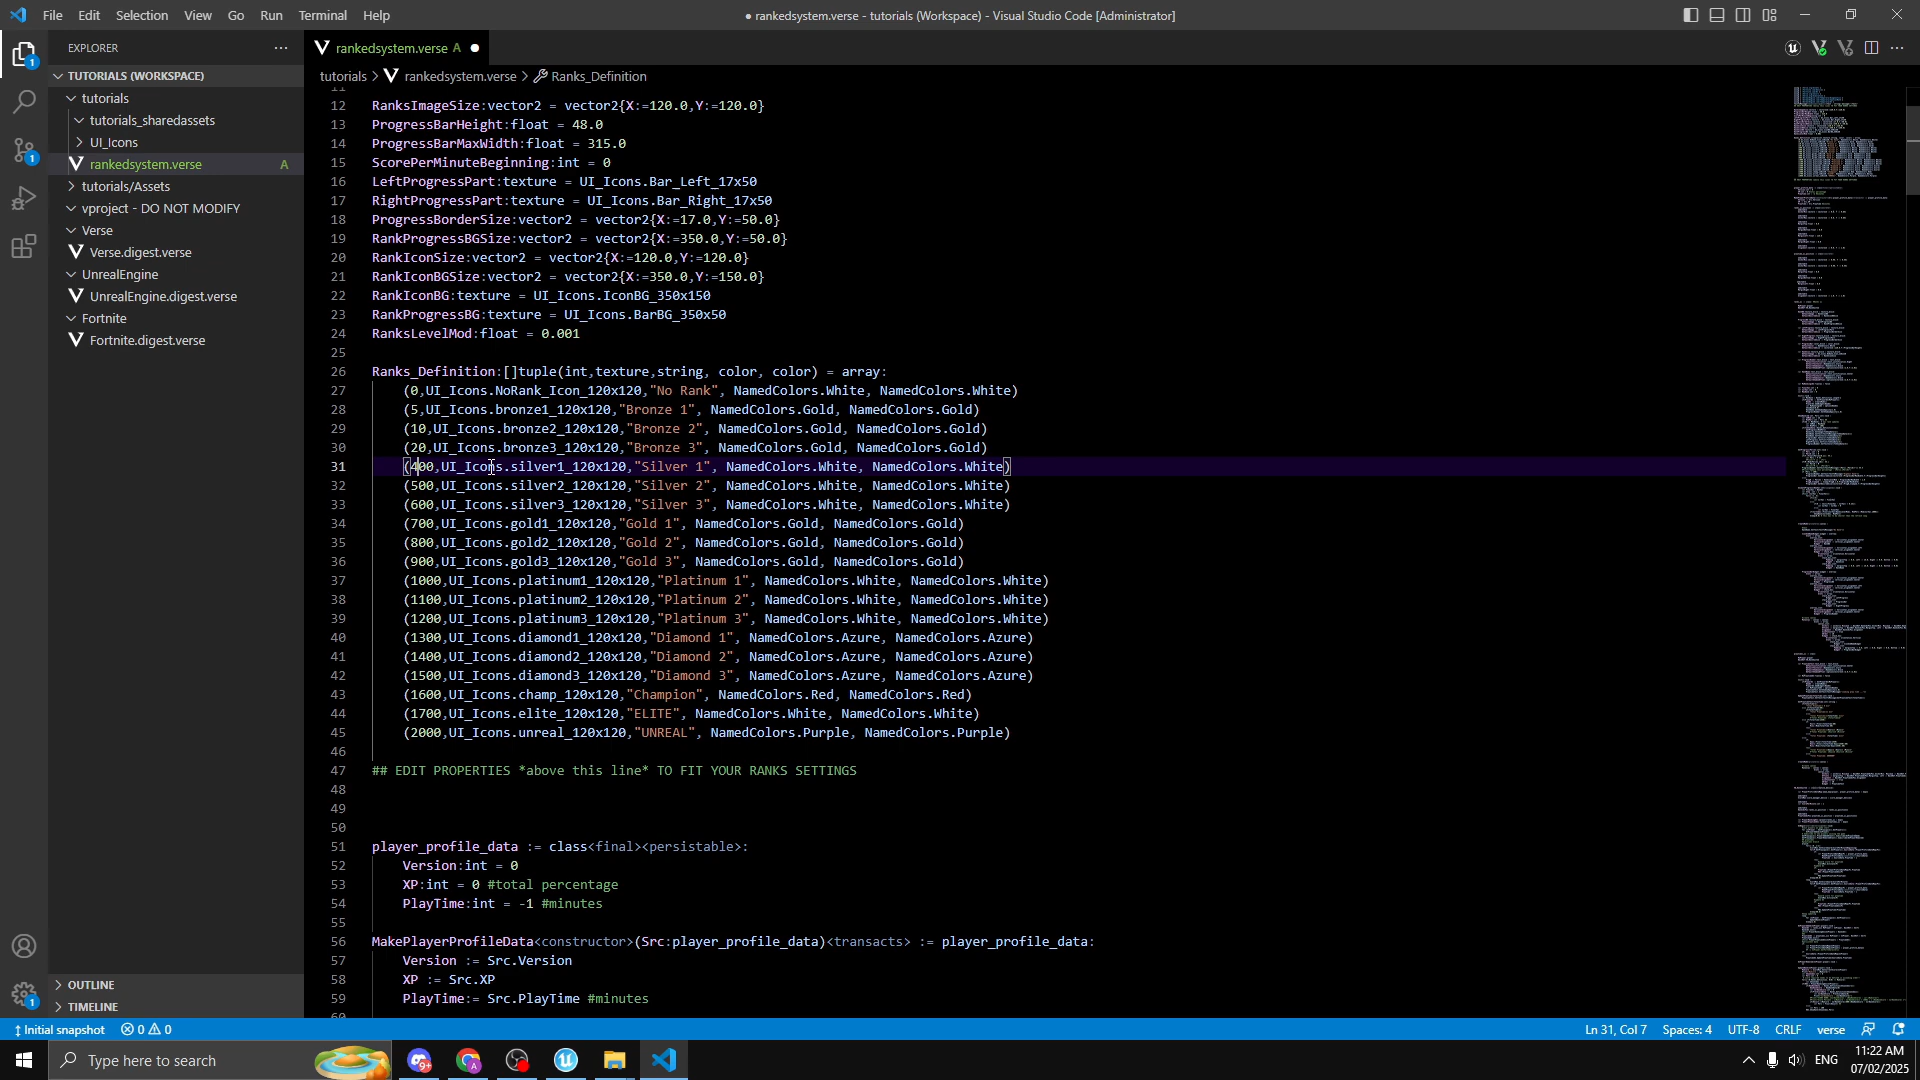 File Edit Selection View Go Run Terminal Help
● rankedsystem.verse - tutorials (Workspace) - Visual Studio Code [Administrator]
EXPLORER
TUTORIALS (WORKSPACE)
tutorials
tutorials_sharedassets
UI_Icons
rankedsystem.verse A
tutorials/Assets
vproject - DO NOT MODIFY
Verse
Verse.digest.verse
UnrealEngine
UnrealEngine.digest.verse
Fortnite
Fortnite.digest.verse
OUTLINE
TIMELINE
rankedsystem.verse A
tutorials > rankedsystem.verse > Ranks_Definition
11
12 RanksImageSize:vector2 = vector2{X:=120.0,Y:=120.0}
13 ProgressBarHeight:float = 48.0
14 ProgressBarMaxWidth:float = 315.0
15 ScorePerMinuteBeginning:int = 0
16 LeftProgressPart:texture = UI_Icons.Bar_Left_17x50
17 RightProgressPart:texture = UI_Icons.Bar_Right_17x50
18 ProgressBorderSize:vector2 = vector2{X:=17.0,Y:=50.0}
19 RankProgressBGSize:vector2 = vector2{X:=350.0,Y:=50.0}
20 RankIconSize:vector2 = vector2{X:=120.0,Y:=120.0}
21 RankIconBGSize:vector2 = vector2{X:=350.0,Y:=150.0}
22 RankIconBG:texture = UI_Icons.IconBG_350x150
23 RankProgressBG:texture = UI_Icons.BarBG_350x50
24 RanksLevelMod:float = 0.001
25
26 Ranks_Definition:[]tuple(int,texture,string, color, color) = array:
27 (0,UI_Icons.NoRank_Icon_120x120,"No Rank", NamedColors.White, NamedColors.White)
28 (5,UI_Icons.bronze1_120x120,"Bronze 1", NamedColors.Gold, NamedColors.Gold)
29 (10,UI_Icons.bronze2_120x120,"Bronze 2", NamedColors.Gold, NamedColors.Gold)
30 (20,UI_Icons.bronze3_120x120,"Bronze 3", NamedColors.Gold, NamedColors.Gold)
31 (400,UI_Icons.silver1_120x120,"Silver 1", NamedColors.White, NamedColors.White)
32 (500,UI_Icons.silver2_120x120,"Silver 2", NamedColors.White, NamedColors.White)
33 (600,UI_Icons.silver3_120x120,"Silver 3", NamedColors.White, NamedColors.White)
34 (700,UI_Icons.gold1_120x120,"Gold 1", NamedColors.Gold, NamedColors.Gold)
35 (800,UI_Icons.gold2_120x120,"Gold 2", NamedColors.Gold, NamedColors.Gold)
36 (900,UI_Icons.gold3_120x120,"Gold 3", NamedColors.Gold, NamedColors.Gold)
37 (1000,UI_Icons.platinum1_120x120,"Platinum 1", NamedColors.White, NamedColors.White)
38 (1100,UI_Icons.platinum2_120x120,"Platinum 2", NamedColors.White, NamedColors.White)
39 (1200,UI_Icons.platinum3_120x120,"Platinum 3", NamedColors.White, NamedColors.White)
40 (1300,UI_Icons.diamond1_120x120,"Diamond 1", NamedColors.Azure, NamedColors.Azure)
41 (1400,UI_Icons.diamond2_120x120,"Diamond 2", NamedColors.Azure, NamedColors.Azure)
42 (1500,UI_Icons.diamond3_120x120,"Diamond 3", NamedColors.Azure, NamedColors.Azure)
43 (1600,UI_Icons.champ_120x120,"Champion", NamedColors.Red, NamedColors.Red)
44 (1700,UI_Icons.elite_120x120,"ELITE", NamedColors.White, NamedColors.White)
45 (2000,UI_Icons.unreal_120x120,"UNREAL", NamedColors.Purple, NamedColors.Purple)
46
47 ## EDIT PROPERTIES *above this line* TO FIT YOUR RANKS SETTINGS
48
49
50
51 player_profile_data := class<final><persistable>:
52 Version:int = 0
53 XP:int = 0 #total percentage
54 PlayTime:int = -1 #minutes
55
56 MakePlayerProfileData<constructor>(Src:player_profile_data)<transacts> := player_profile_data:
57 Version := Src.Version
58 XP := Src.XP
59 PlayTime:= Src.PlayTime #minutes
60
Initial snapshot 0 0
Ln 31, Col 7 Spaces: 4 UTF-8 CRLF verse
Type here to search
9+
ENG
11:22 AM
07/02/2025